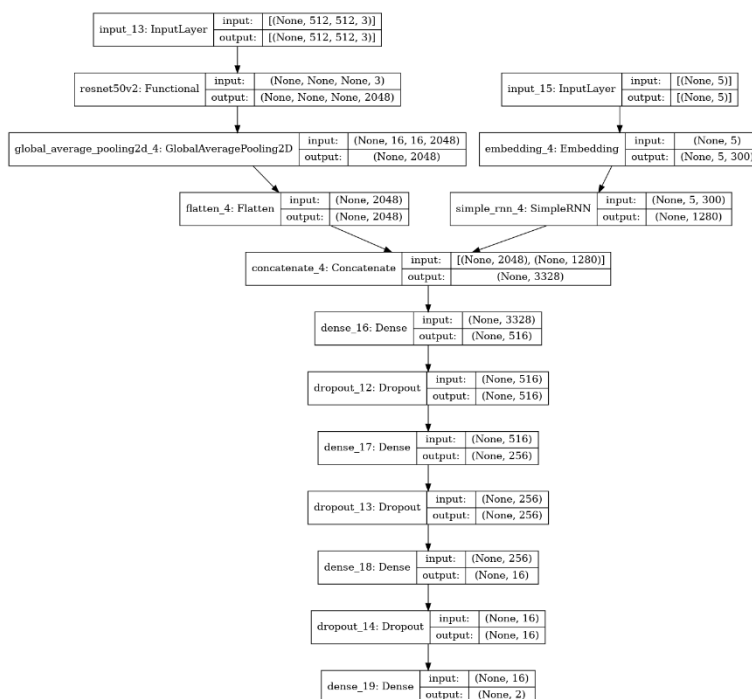 input_13: InputLayer
input: [(None, 512, 512, 3)]
output: [(None, 512, 512, 3)]
resnet50v2: Functional
input: (None, None, None, 3)
output: (None, None, None, 2048)
input_15: InputLayer
input: [(None, 5)]
output: [(None, 5)]
global_average_pooling2d_4: GlobalAveragePooling2D
input: (None, 16, 16, 2048)
output: (None, 2048)
embedding_4: Embedding
input: (None, 5)
output: (None, 5, 300)
flatten_4: Flatten
input: (None, 2048)
output: (None, 2048)
simple_rnn_4: SimpleRNN
input: (None, 5, 300)
output: (None, 1280)
concatenate_4: Concatenate
input: [(None, 2048), (None, 1280)]
output: (None, 3328)
dense_16: Dense
input: (None, 3328)
output: (None, 516)
dropout_12: Dropout
input: (None, 516)
output: (None, 516)
dense_17: Dense
input: (None, 516)
output: (None, 256)
dropout_13: Dropout
input: (None, 256)
output: (None, 256)
dense_18: Dense
input: (None, 256)
output: (None, 16)
dropout_14: Dropout
input: (None, 16)
output: (None, 16)
dense_19: Dense
input: (None, 16)
output: (None, 2)